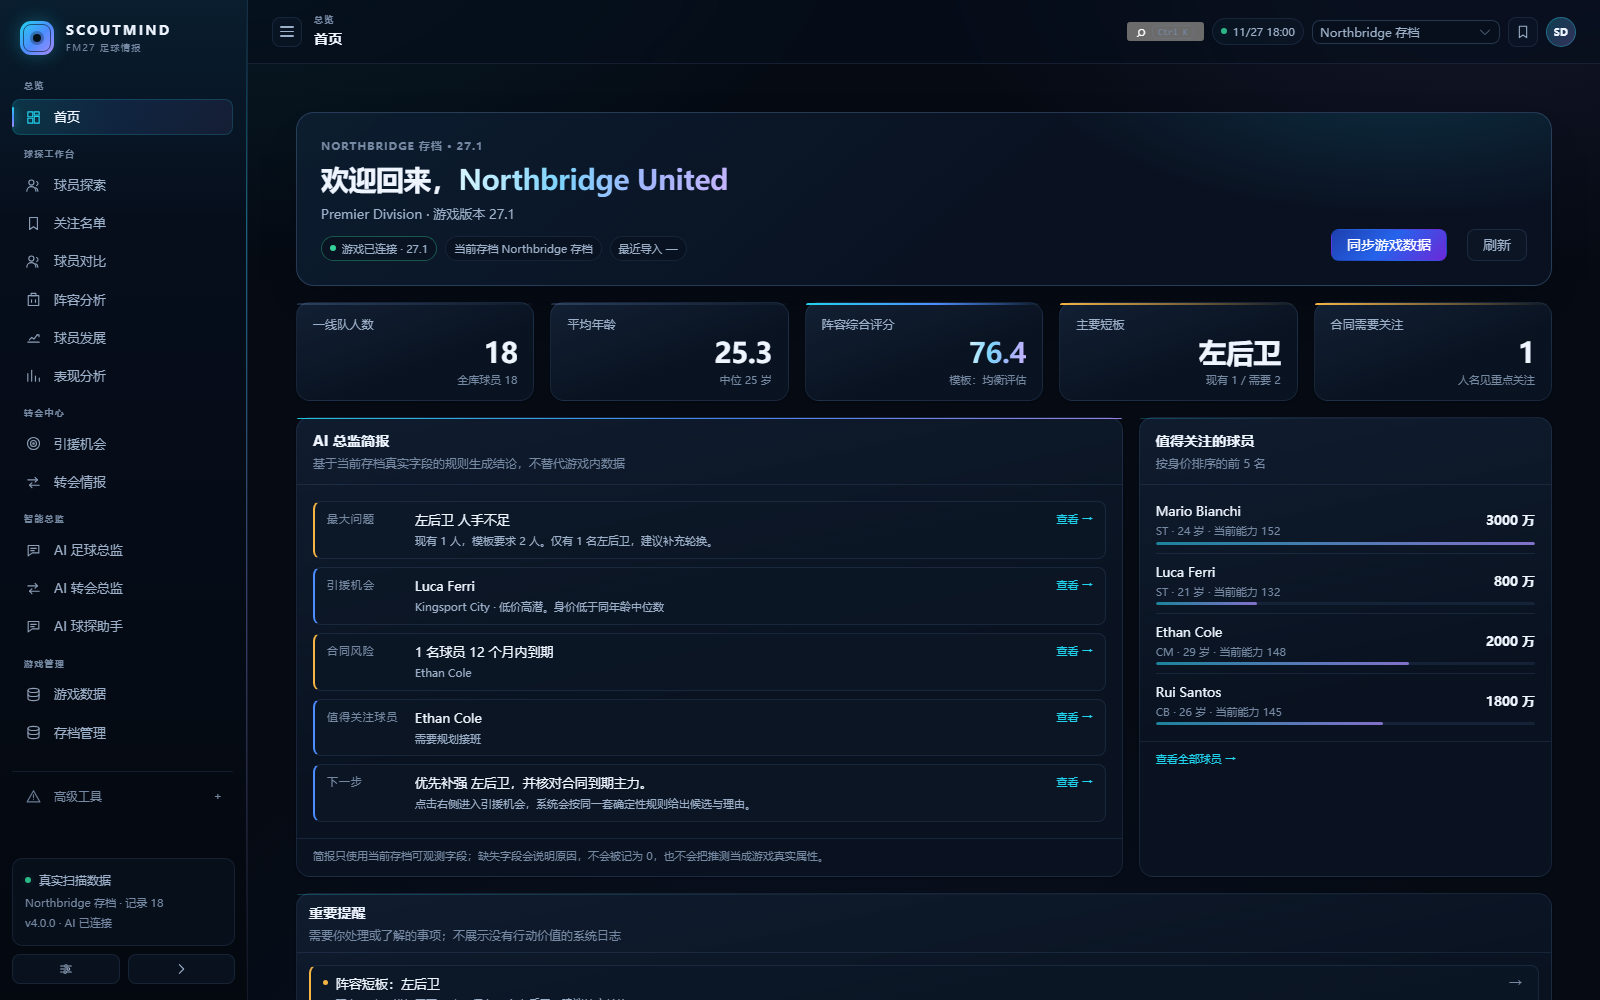 SCOUTMIND
FM27 足球情报
总览
首页
球探工作台
球员探索
关注名单
球员对比
阵容分析
球员发展
表现分析
转会中心
引援机会
转会情报
智能总监
AI 足球总监
AI 转会总监
AI 球探助手
游戏管理
游戏数据
存档管理
高级工具 +
真实扫描数据
Northbridge 存档 · 记录 18
v4.0.0 · AI 已连接
总览
首页
Ctrl K
11/27 18:00
Northbridge 存档
SD
NORTHBRIDGE 存档 • 27.1
欢迎回来，Northbridge United
Premier Division · 游戏版本 27.1
游戏已连接 · 27.1
当前存档 Northbridge 存档
最近导入 —
同步游戏数据
刷新
一线队人数
18
全库球员 18
平均年龄
25.3
中位 25 岁
阵容综合评分
76.4
模板：均衡评估
主要短板
左后卫
现有 1 / 需要 2
合同需要关注
1
人名见重点关注
AI 总监简报
基于当前存档真实字段的规则生成结论，不替代游戏内数据
最大问题
左后卫 人手不足
现有 1 人，模板要求 2 人。仅有 1 名左后卫，建议补充轮换。
查看 →
引援机会
Luca Ferri
Kingsport City · 低价高潜。身价低于同年龄中位数
查看 →
合同风险
1 名球员 12 个月内到期
Ethan Cole
查看 →
值得关注球员
Ethan Cole
需要规划接班
查看 →
下一步
优先补强 左后卫，并核对合同到期主力。
点击右侧进入引援机会，系统会按同一套确定性规则给出候选与理由。
查看 →
简报只使用当前存档可观测字段；缺失字段会说明原因，不会被记为 0，也不会把推测当成游戏真实属性。
值得关注的球员
按身价排序的前 5 名
Mario Bianchi
ST · 24 岁 · 当前能力 152
3000 万
Luca Ferri
ST · 21 岁 · 当前能力 132
800 万
Ethan Cole
CM · 29 岁 · 当前能力 148
2000 万
Rui Santos
CB · 26 岁 · 当前能力 145
1800 万
查看全部球员 →
重要提醒
需要你处理或了解的事项；不展示没有行动价值的系统日志
阵容短板：左后卫
→